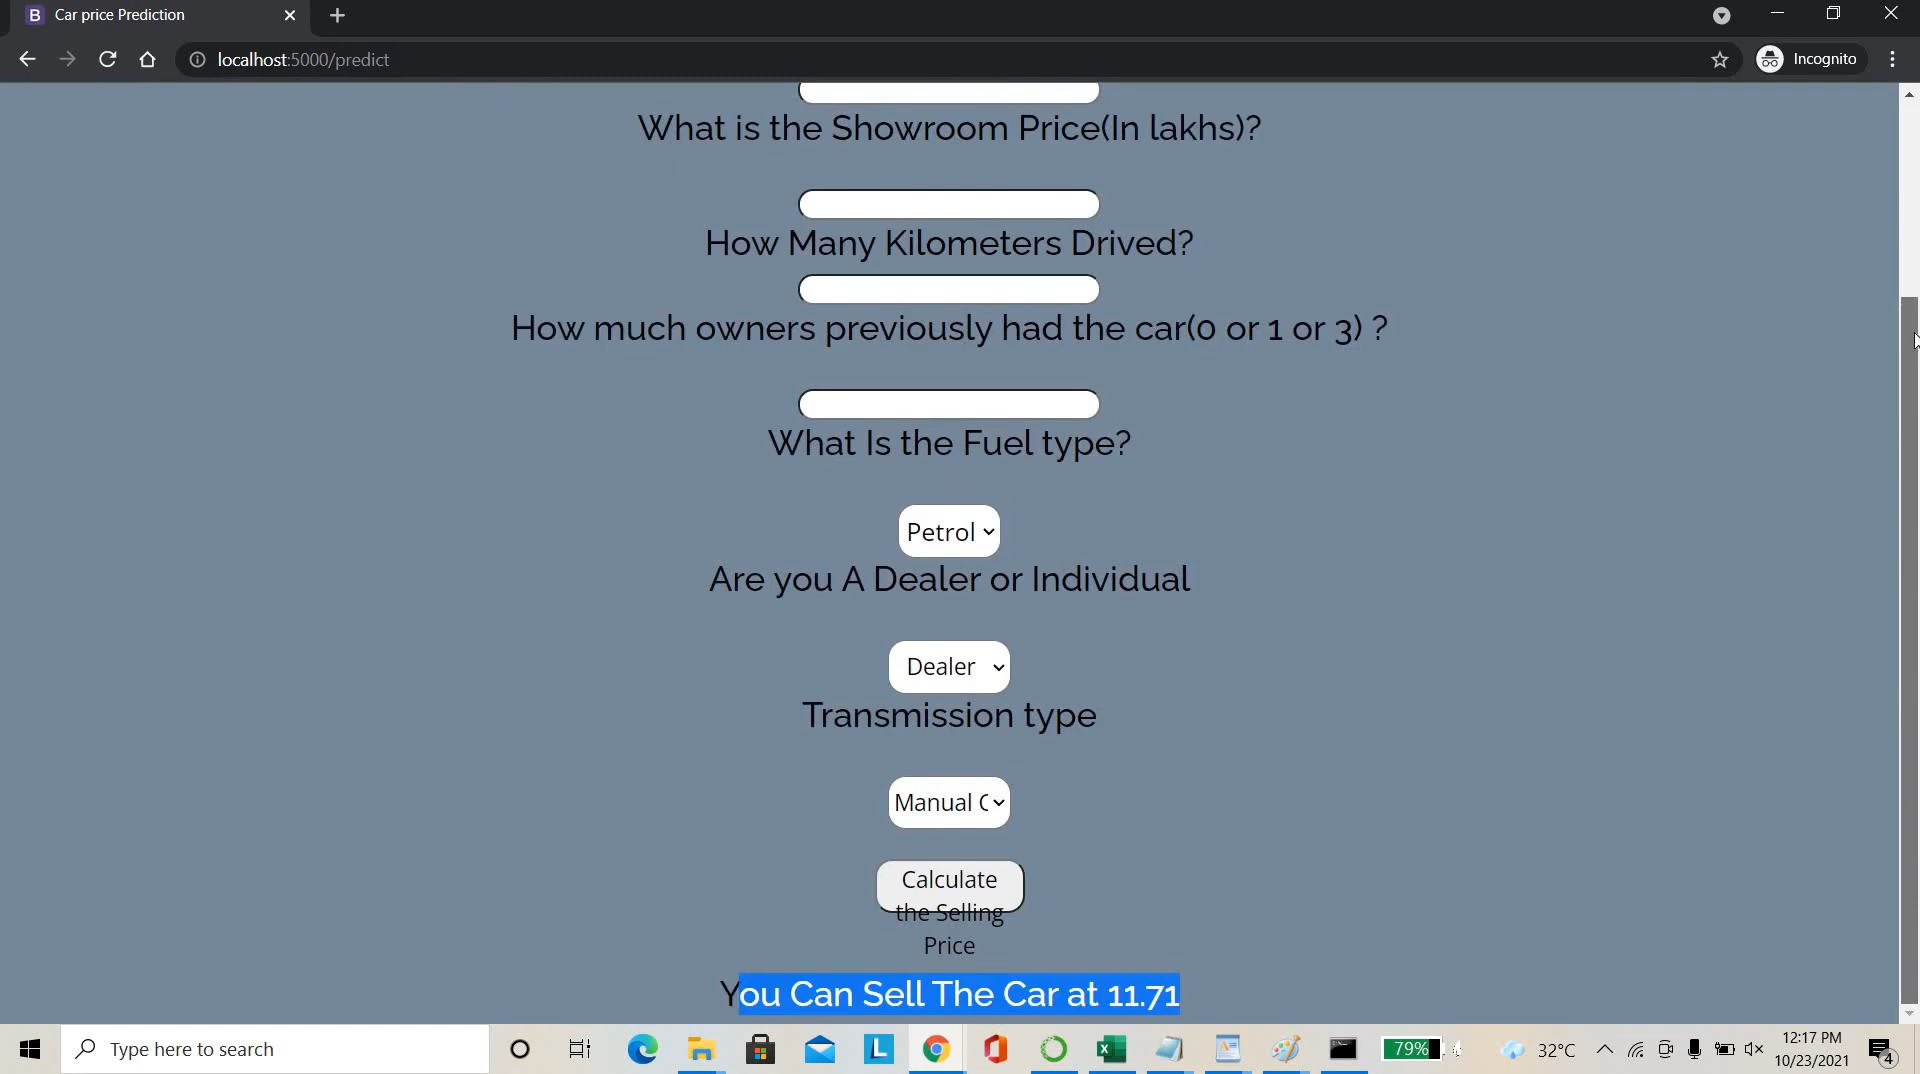 B Car price Prediction
localhost:5000/predict
Incognito
What is the Showroom Price(In lakhs)?
How Many Kilometers Drived?
How much owners previously had the car(0 or 1 or 3) ?
What Is the Fuel type?
Petrol
Are you A Dealer or Individual
Dealer
Transmission type
Manual C
Calculate
the Selling
Price
You Can Sell The Car at 11.71
Type here to search
L
79%
32°C
12:17 PM
10/23/2021
4